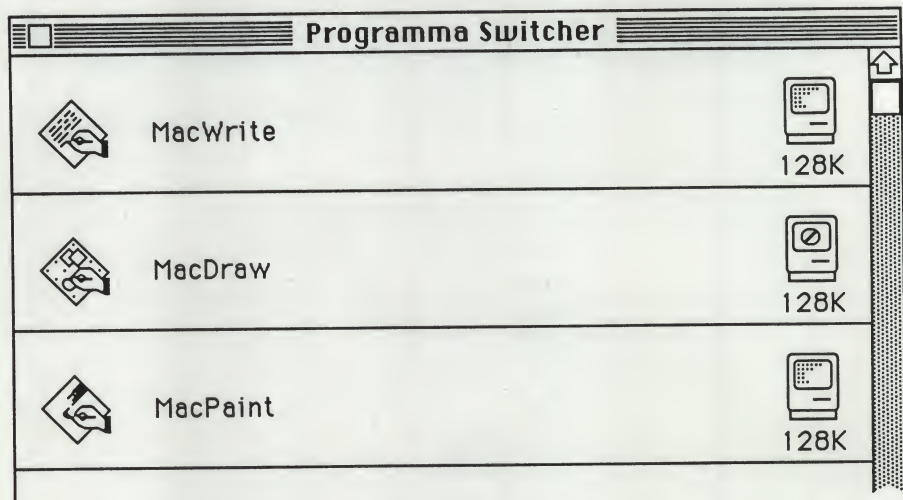 Programma Switcher
MacWrite
128K
MacDraw
128K
MacPaint
128K